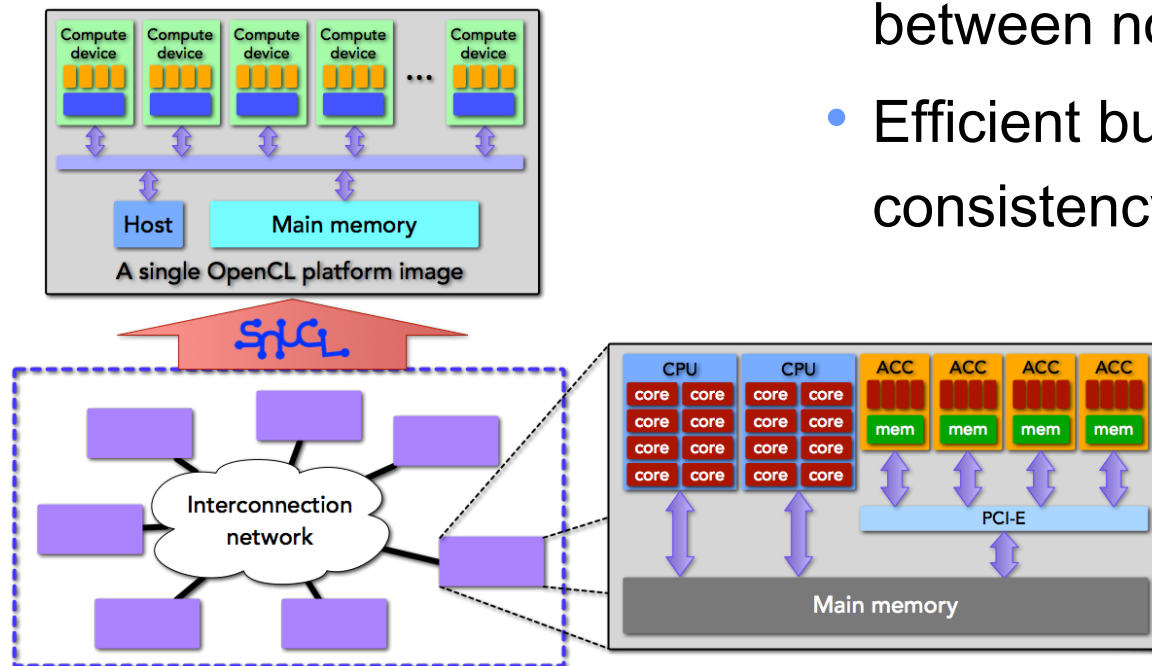 between
Efficient
consistency
Compute device
Compute device
Compute device
Compute device
...
Compute device
Host
Main memory
A single OpenCL platform image
SnUCL
Interconnection
network
CPU
core core
core core
core core
core core
CPU
core core
core core
core core
core core
ACC
mem
ACC
mem
ACC
mem
ACC
mem
PCI-E
Main memory